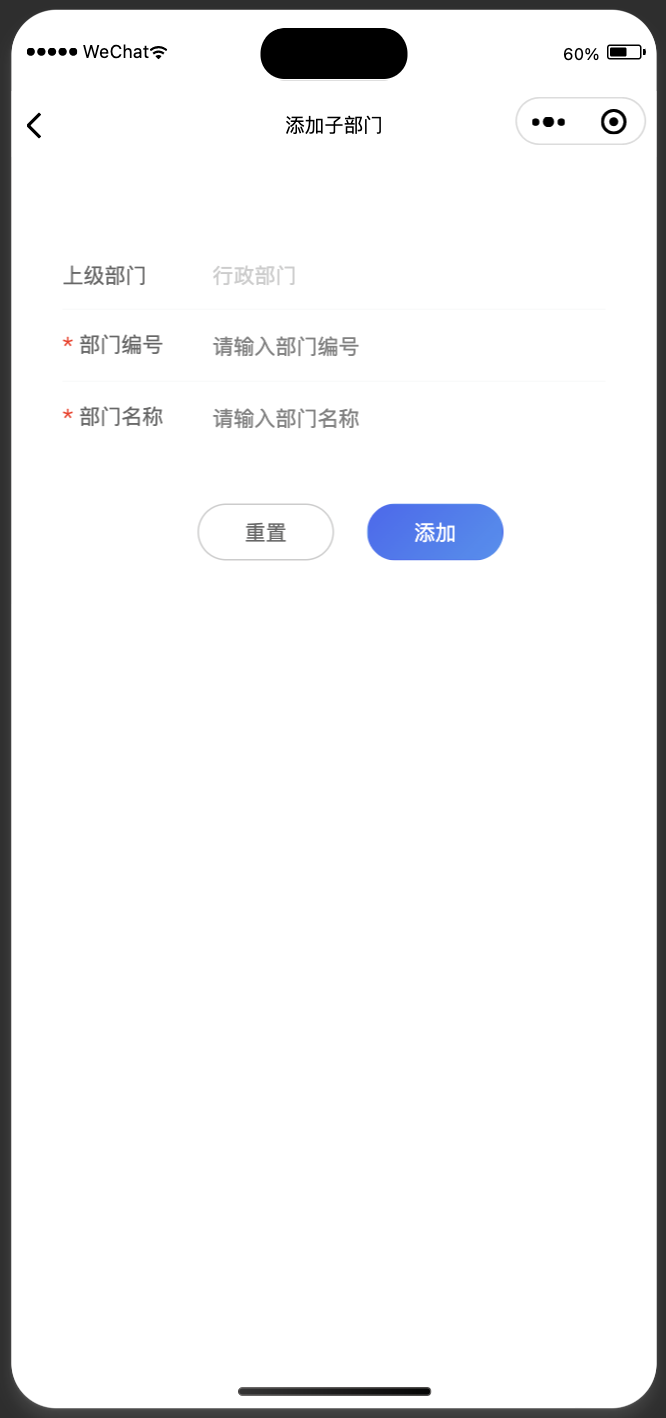 WeChat 60%
添加子部门
上级部门 行政部门
* 部门编号 请输入部门编号
* 部门名称 请输入部门名称
重置 添加